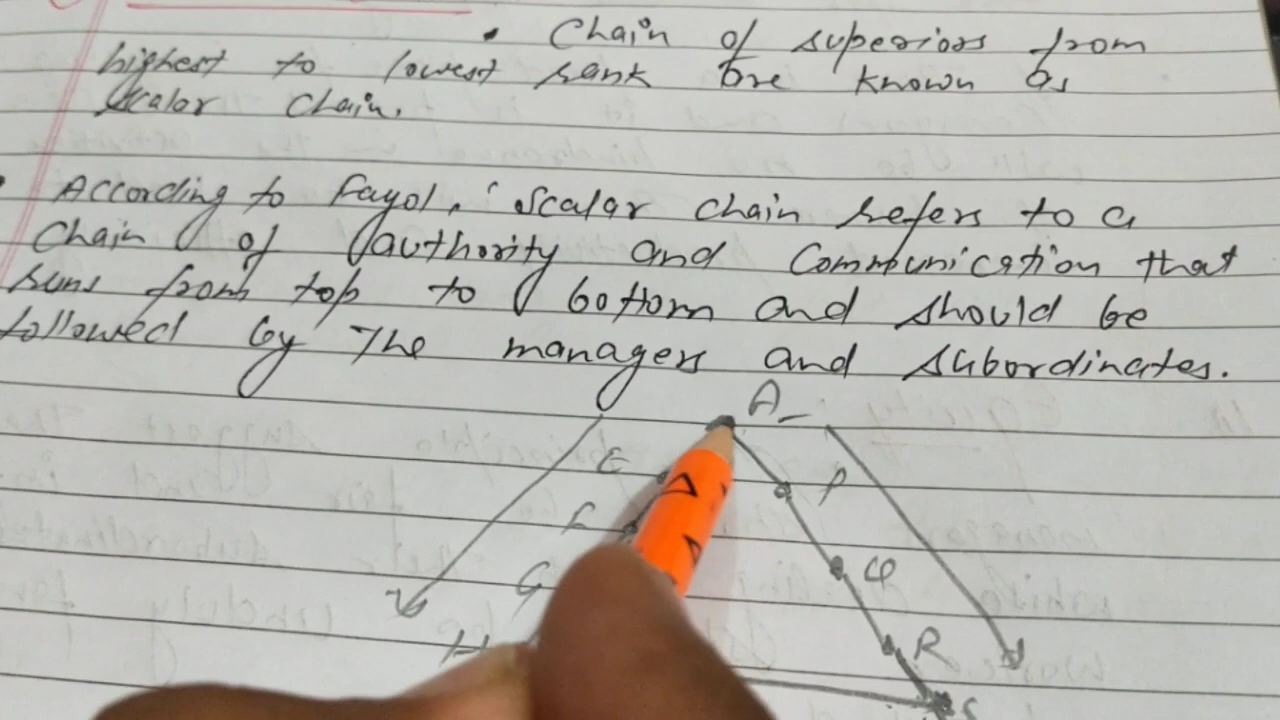 • Chain of superiors from
highest to lowest rank are known as
Scalar Chain.
According to Fayol, 'Scalar chain refers to a
Chain of authority and Communication that
runs from top to bottom and should be
followed by The managers and subordinates.
A
E P
F Q
G
H R
S